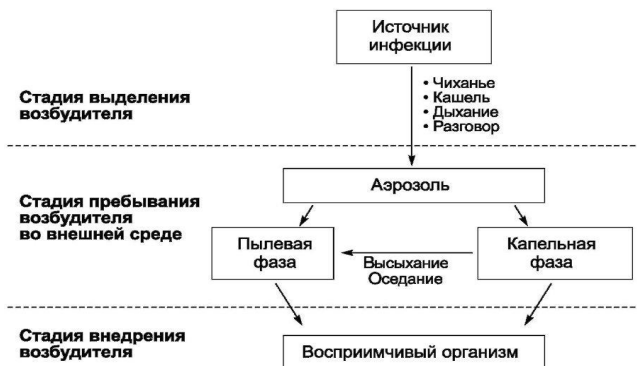 Источник
инфекции
Стадия выделения
возбудителя
• Чиханье
• Кашель
• Дыхание
• Разговор
Стадия пребывания
возбудителя
во внешней среде
Аэрозоль
Пылевая
фаза
Высыхание
Оседание
Капельная
фаза
Стадия внедрения
возбудителя
Восприимчивый организм